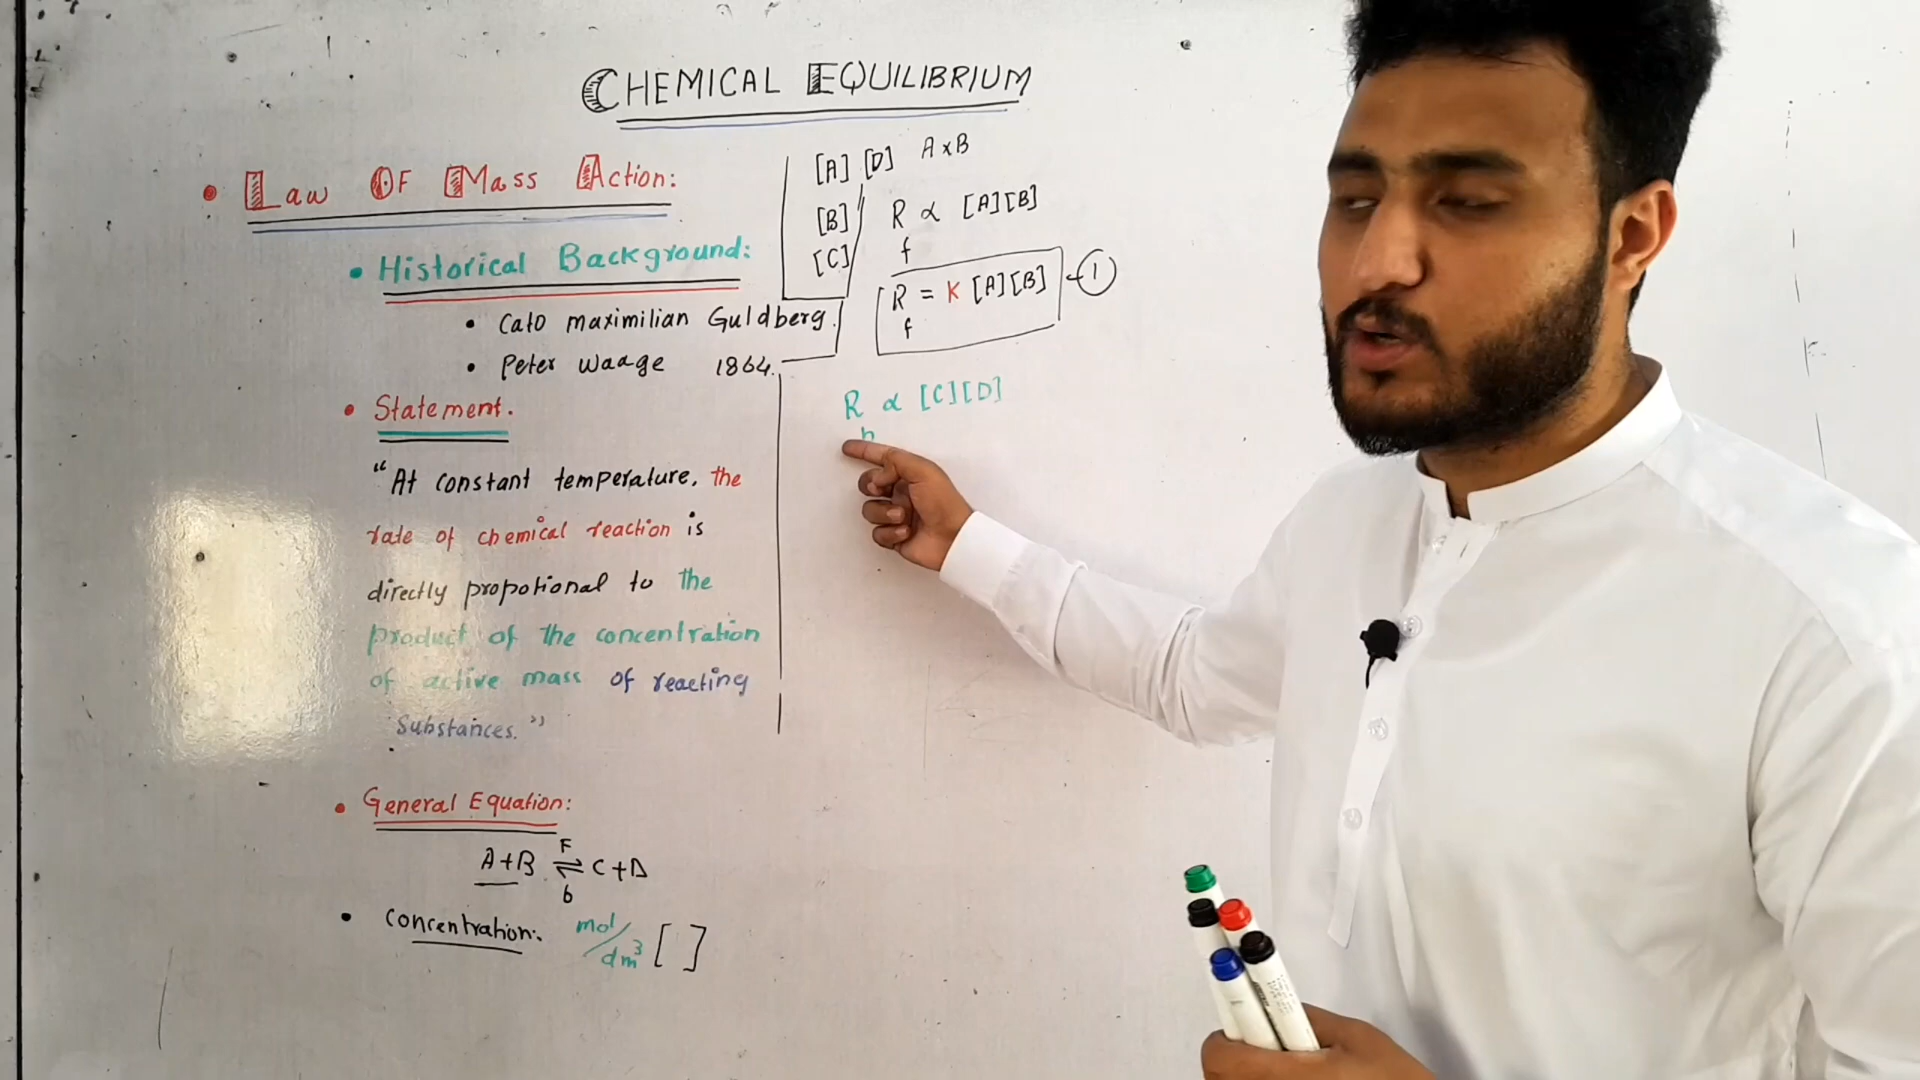 CHEMICAL EQUILIBRIUM
• Law OF Mass Action:
• Historical Background:
• Cato maximilian Guldberg.
• Peter Waage 1864.
• Statement.
“At constant temperature, the
rate of chemical reaction is
directly propotional to the
product of the concentration
of active mass of reacting
Substances.”
• General Equation:
F
A+B ⇌ C+D
b
• Concentration: mol/dm³ [ ]
[A] [D] A×B
[B]
[C]
R ∝ [A][B]
f
R = K [A][B] - 1
f
R ∝ [C][D]
b